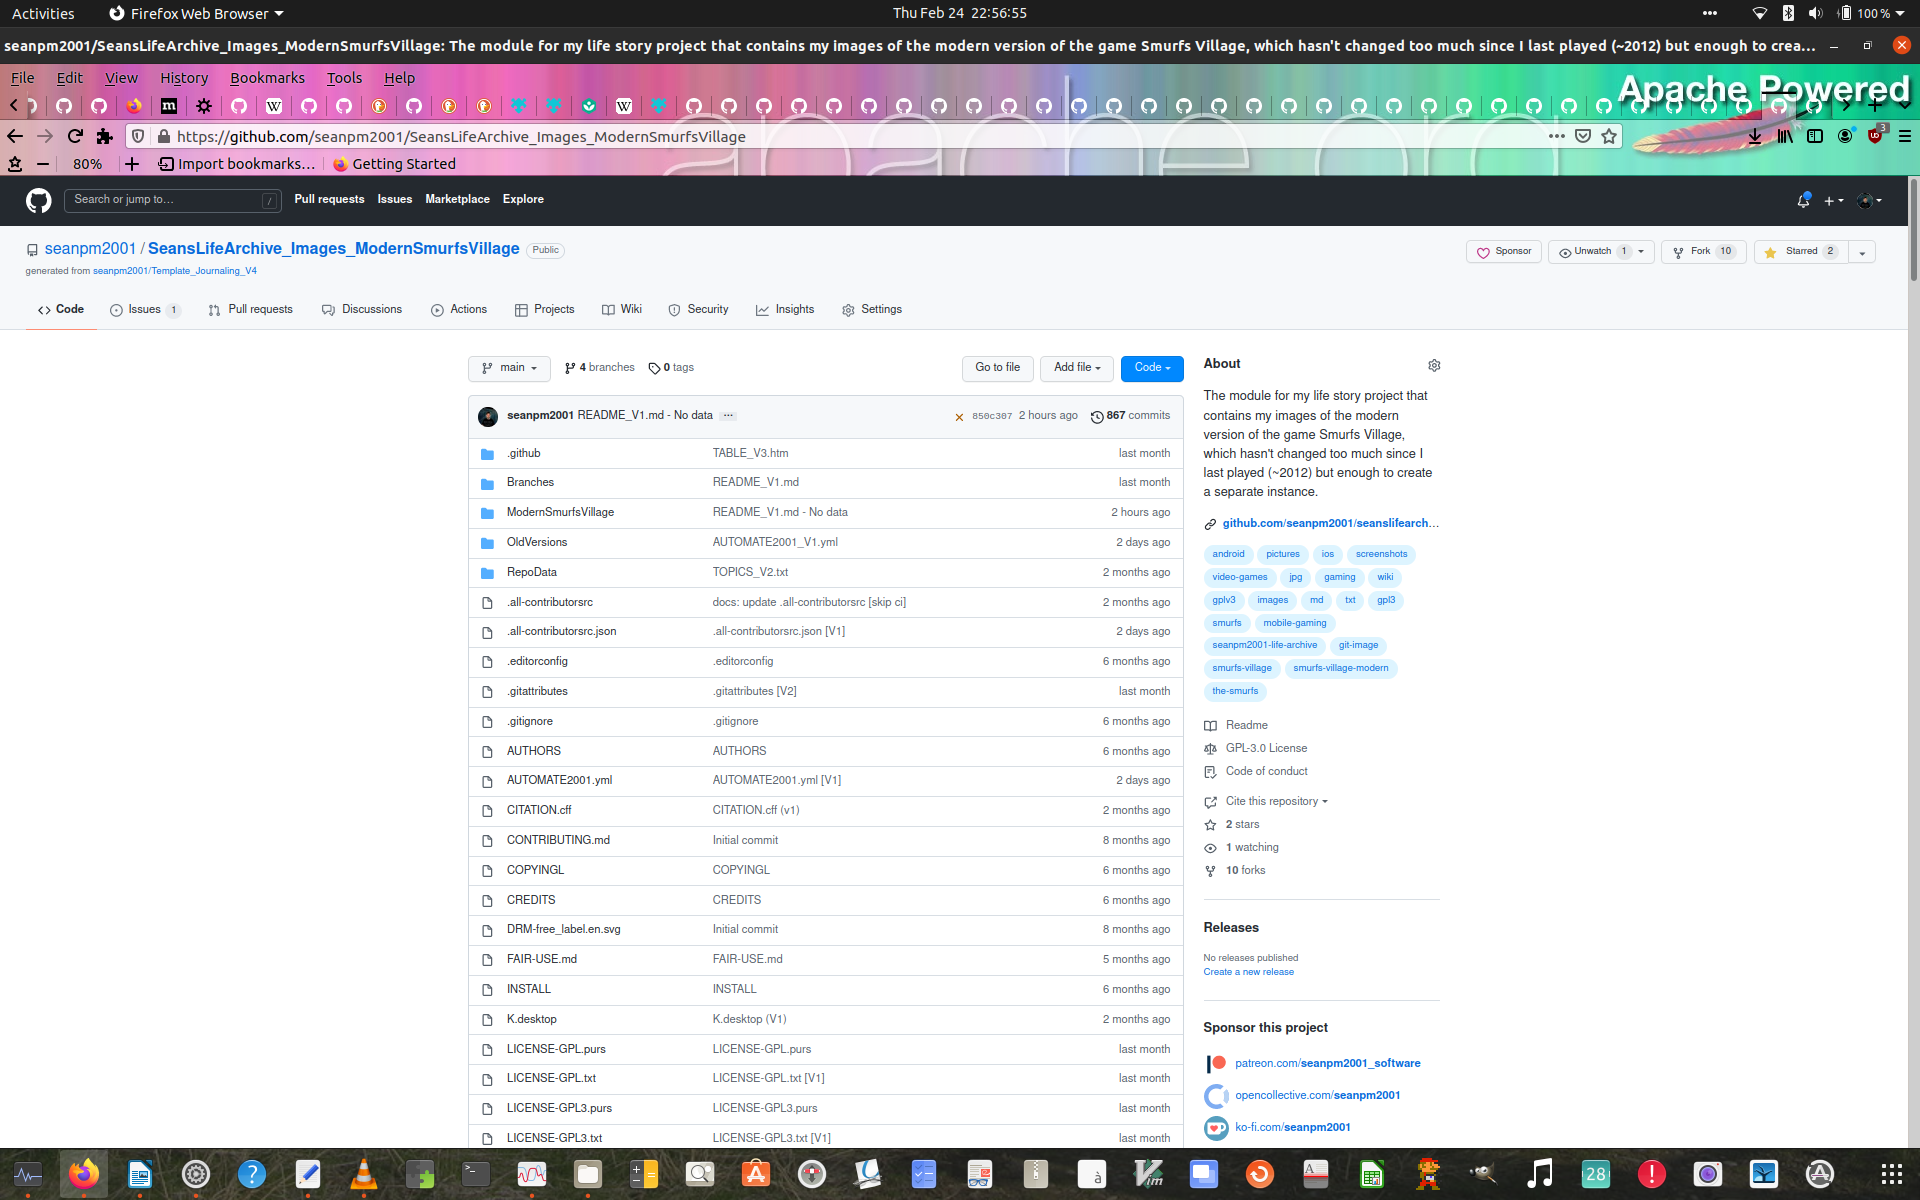 Activities Firefox Web Browser Thu Feb 24 22:56:55 100 %
seanpm2001/SeansLifeArchive_Images_ModernSmurfsVillage: The module for my life story project that contains my images of the modern version of the game Smurfs Village, which hasn't changed too much since I last played (~2012) but enough to crea...
File Edit View History Bookmarks Tools Help
Apache Powered
https://github.com/seanpm2001/SeansLifeArchive_Images_ModernSmurfsVillage
3
80% Import bookmarks... Getting Started
Search or jump to... / Pull requests Issues Marketplace Explore
seanpm2001 / SeansLifeArchive_Images_ModernSmurfsVillage Public
Sponsor Unwatch 1 Fork 10 Starred 2
generated from seanpm2001/Template_Journaling_V4
Code Issues 1 Pull requests Discussions Actions Projects Wiki Security Insights Settings
main 4 branches 0 tags Go to file Add file Code
seanpm2001 README_V1.md - No data ... 850c307 2 hours ago 867 commits
.github TABLE_V3.htm last month
Branches README_V1.md last month
ModernSmurfsVillage README_V1.md - No data 2 hours ago
OldVersions AUTOMATE2001_V1.yml 2 days ago
RepoData TOPICS_V2.txt 2 months ago
.all-contributorsrc docs: update .all-contributorsrc [skip ci] 2 months ago
.all-contributorsrc.json .all-contributorsrc.json [V1] 2 days ago
.editorconfig .editorconfig 6 months ago
.gitattributes .gitattributes [V2] last month
.gitignore .gitignore 6 months ago
AUTHORS AUTHORS 6 months ago
AUTOMATE2001.yml AUTOMATE2001.yml [V1] 2 days ago
CITATION.cff CITATION.cff (v1) 2 months ago
CONTRIBUTING.md Initial commit 8 months ago
COPYINGL COPYINGL 6 months ago
CREDITS CREDITS 6 months ago
DRM-free_label.en.svg Initial commit 8 months ago
FAIR-USE.md FAIR-USE.md 5 months ago
INSTALL INSTALL 6 months ago
K.desktop K.desktop (V1) 2 months ago
LICENSE-GPL.purs LICENSE-GPL.purs last month
LICENSE-GPL.txt LICENSE-GPL.txt [V1] last month
LICENSE-GPL3.purs LICENSE-GPL3.purs last month
LICENSE-GPL3.txt LICENSE-GPL3.txt [V1] last month
About
The module for my life story project that
contains my images of the modern
version of the game Smurfs Village,
which hasn't changed too much since I
last played (~2012) but enough to create
a separate instance.
github.com/seanpm2001/seanslifearch...
android pictures ios screenshots
video-games jpg gaming wiki
gplv3 images md txt gpl3
smurfs mobile-gaming
seanpm2001-life-archive git-image
smurfs-village smurfs-village-modern
the-smurfs
Readme
GPL-3.0 License
Code of conduct
Cite this repository
2 stars
1 watching
10 forks
Releases
No releases published
Create a new release
Sponsor this project
patreon.com/seanpm2001_software
opencollective.com/seanpm2001
ko-fi.com/seanpm2001
28